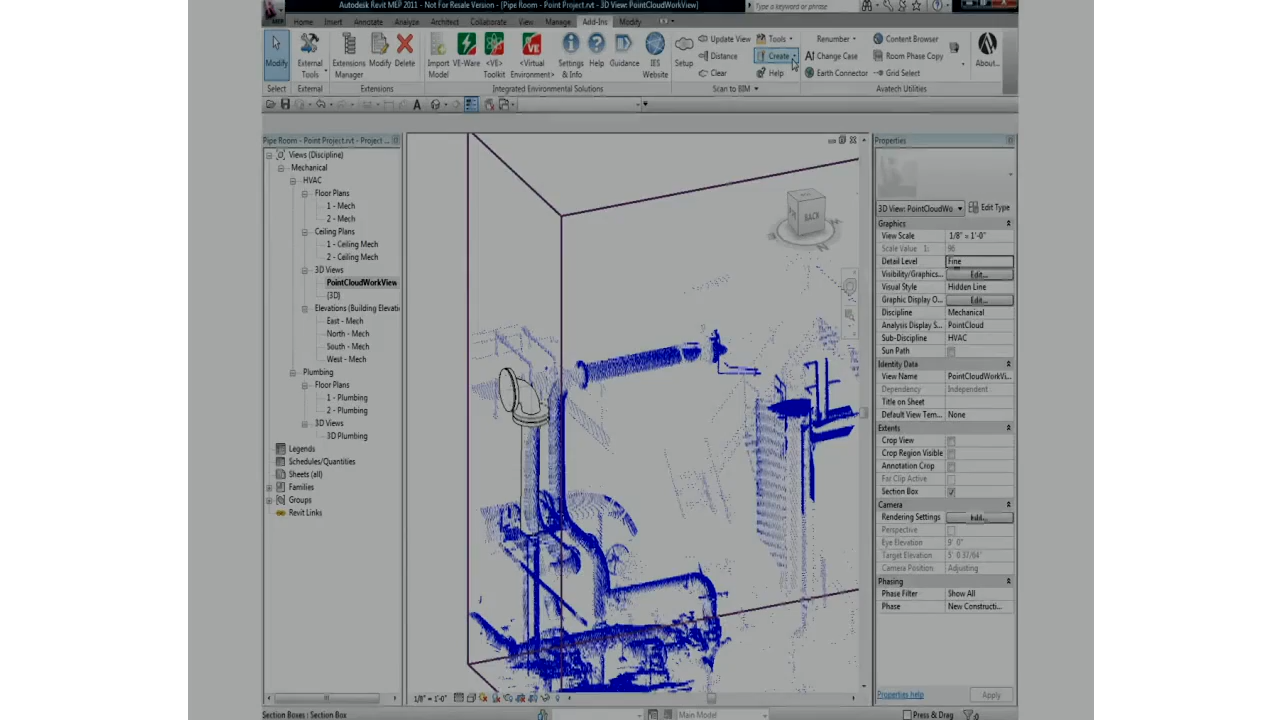 Autodesk Revit MEP 2011 - Not For Resale Version - [Pipe Room - Point Project.rvt - 3D View: PointCloudWorkView]
Type a keyword or phrase
Home Insert Annotate Analyze Architect Collaborate View Manage Add-Ins Modify
Update View Tools Renumber Content Browser
Distance Create Change Case Room Phase Copy
Modify External Tools Extensions Manager Modify Delete Import Model VE-Ware <VE> Toolkit <Virtual Environment> Settings & Info Help Guidance IES Website Setup Clear Help Earth Connector Grid Select About...
Select External Extensions Integrated Environmental Solutions Scan to BIM Avatech Utilities
Pipe Room - Point Project.rvt - Project ...
Views (Discipline)
Mechanical
HVAC
Floor Plans
1 - Mech
2 - Mech
Ceiling Plans
1 - Ceiling Mech
2 - Ceiling Mech
3D Views
PointCloudWorkView
{3D}
Elevations (Building Elevati
East - Mech
North - Mech
South - Mech
West - Mech
Plumbing
Floor Plans
1 - Plumbing
2 - Plumbing
3D Views
3D Plumbing
Legends
Schedules/Quantities
Sheets (all)
Families
Groups
Revit Links
BACK
Properties
3D View: PointCloudWo Edit Type
Graphics
View Scale 1/8" = 1'-0"
Scale Value 1: 96
Detail Level Fine
Visibility/Graphics... Edit...
Visual Style Hidden Line
Graphic Display O... Edit...
Discipline Mechanical
Analysis Display S... PointCloud
Sub-Discipline HVAC
Sun Path
Identity Data
View Name PointCloudWorkVi...
Dependency Independent
Title on Sheet
Default View Tem... None
Extents
Crop View
Crop Region Visible
Annotation Crop
Far Clip Active
Section Box
Camera
Rendering Settings Edit...
Perspective
Eye Elevation 9' 0"
Target Elevation 5' 0.37/64"
Camera Position Adjusting
Phasing
Phase Filter Show All
Phase New Constructi...
Properties help Apply
1/8" = 1'-0"
Section Boxes : Section Box Main Model Press & Drag